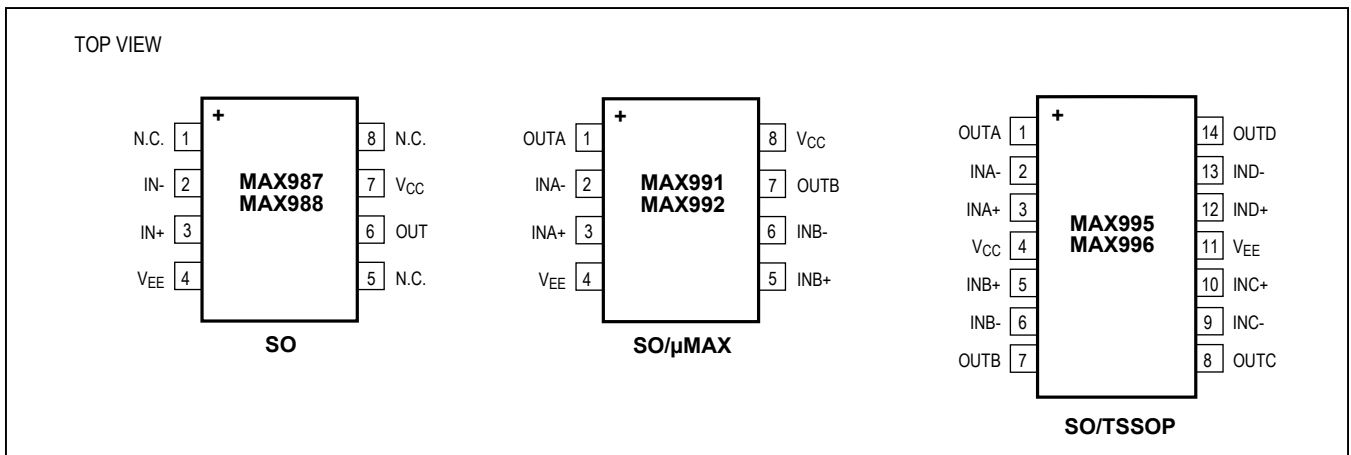 TOP VIEW
N.C. 1
IN- 2
IN+ 3
VEE 4
+
MAX987
MAX988
8 N.C.
7 VCC
6 OUT
5 N.C.
SO
OUTA 1
INA- 2
INA+ 3
VEE 4
+
MAX991
MAX992
8 VCC
7 OUTB
6 INB-
5 INB+
SO/µMAX
OUTA 1
INA- 2
INA+ 3
VCC 4
INB+ 5
INB- 6
OUTB 7
+
MAX995
MAX996
14 OUTD
13 IND-
12 IND+
11 VEE
10 INC+
9 INC-
8 OUTC
SO/TSSOP